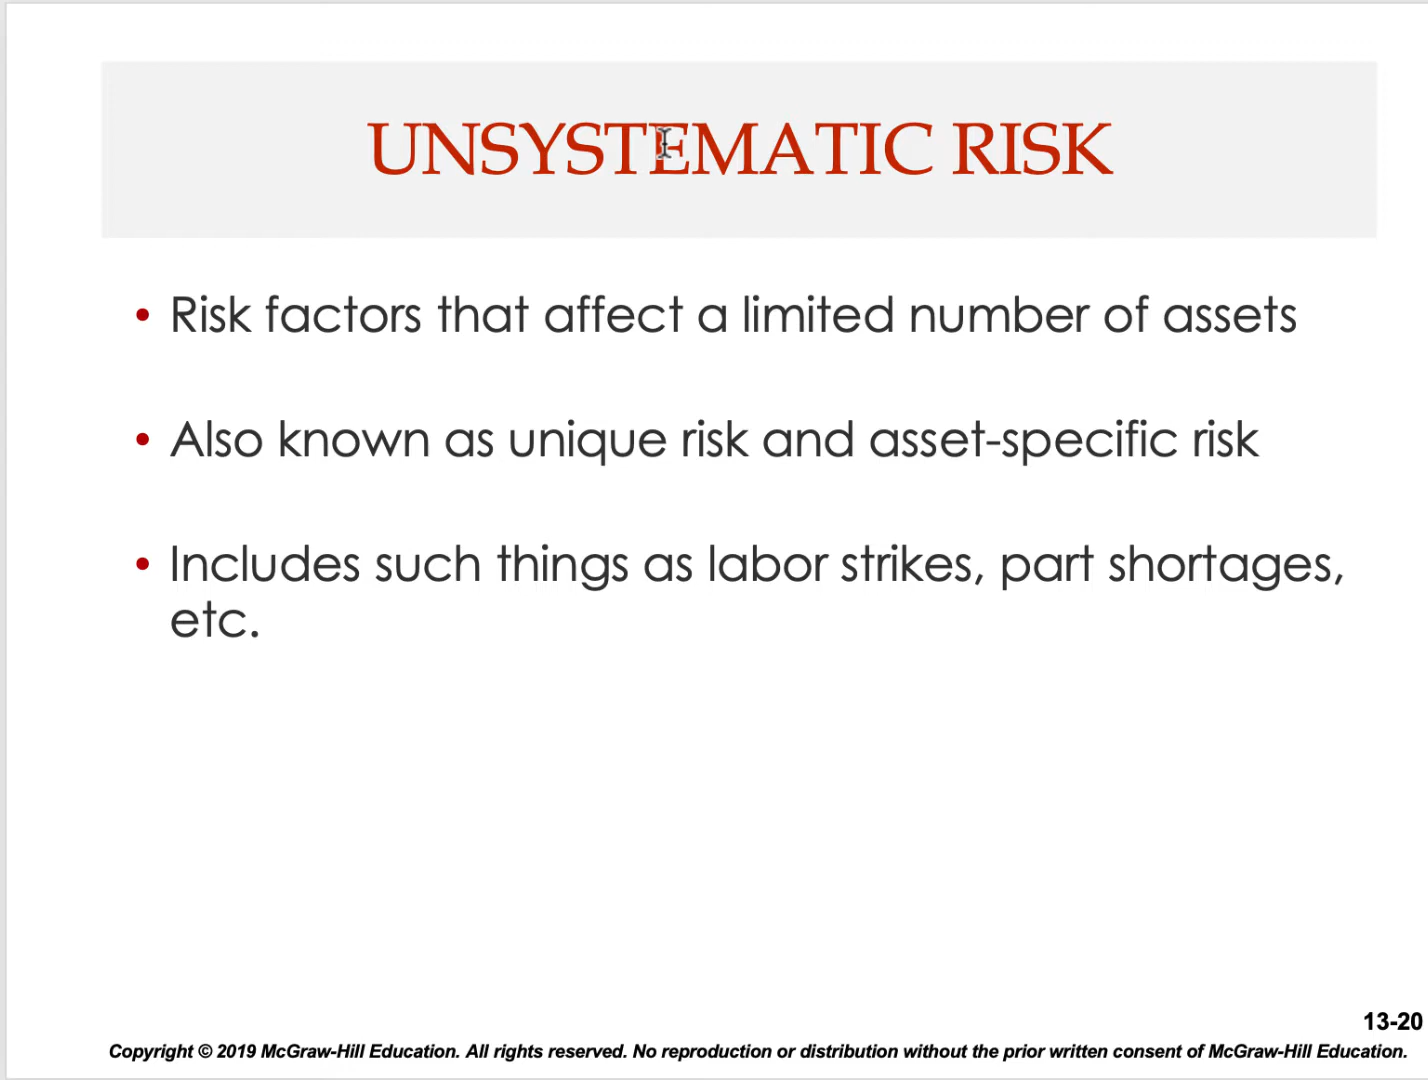 UNSYSTEMATIC RISK
• Risk factors that affect a limited number of assets
• Also known as unique risk and asset-specific risk
• Includes such things as labor strikes, part shortages,
etc.
13-20
Copyright © 2019 McGraw-Hill Education. All rights reserved. No reproduction or distribution without the prior written consent of McGraw-Hill Education.